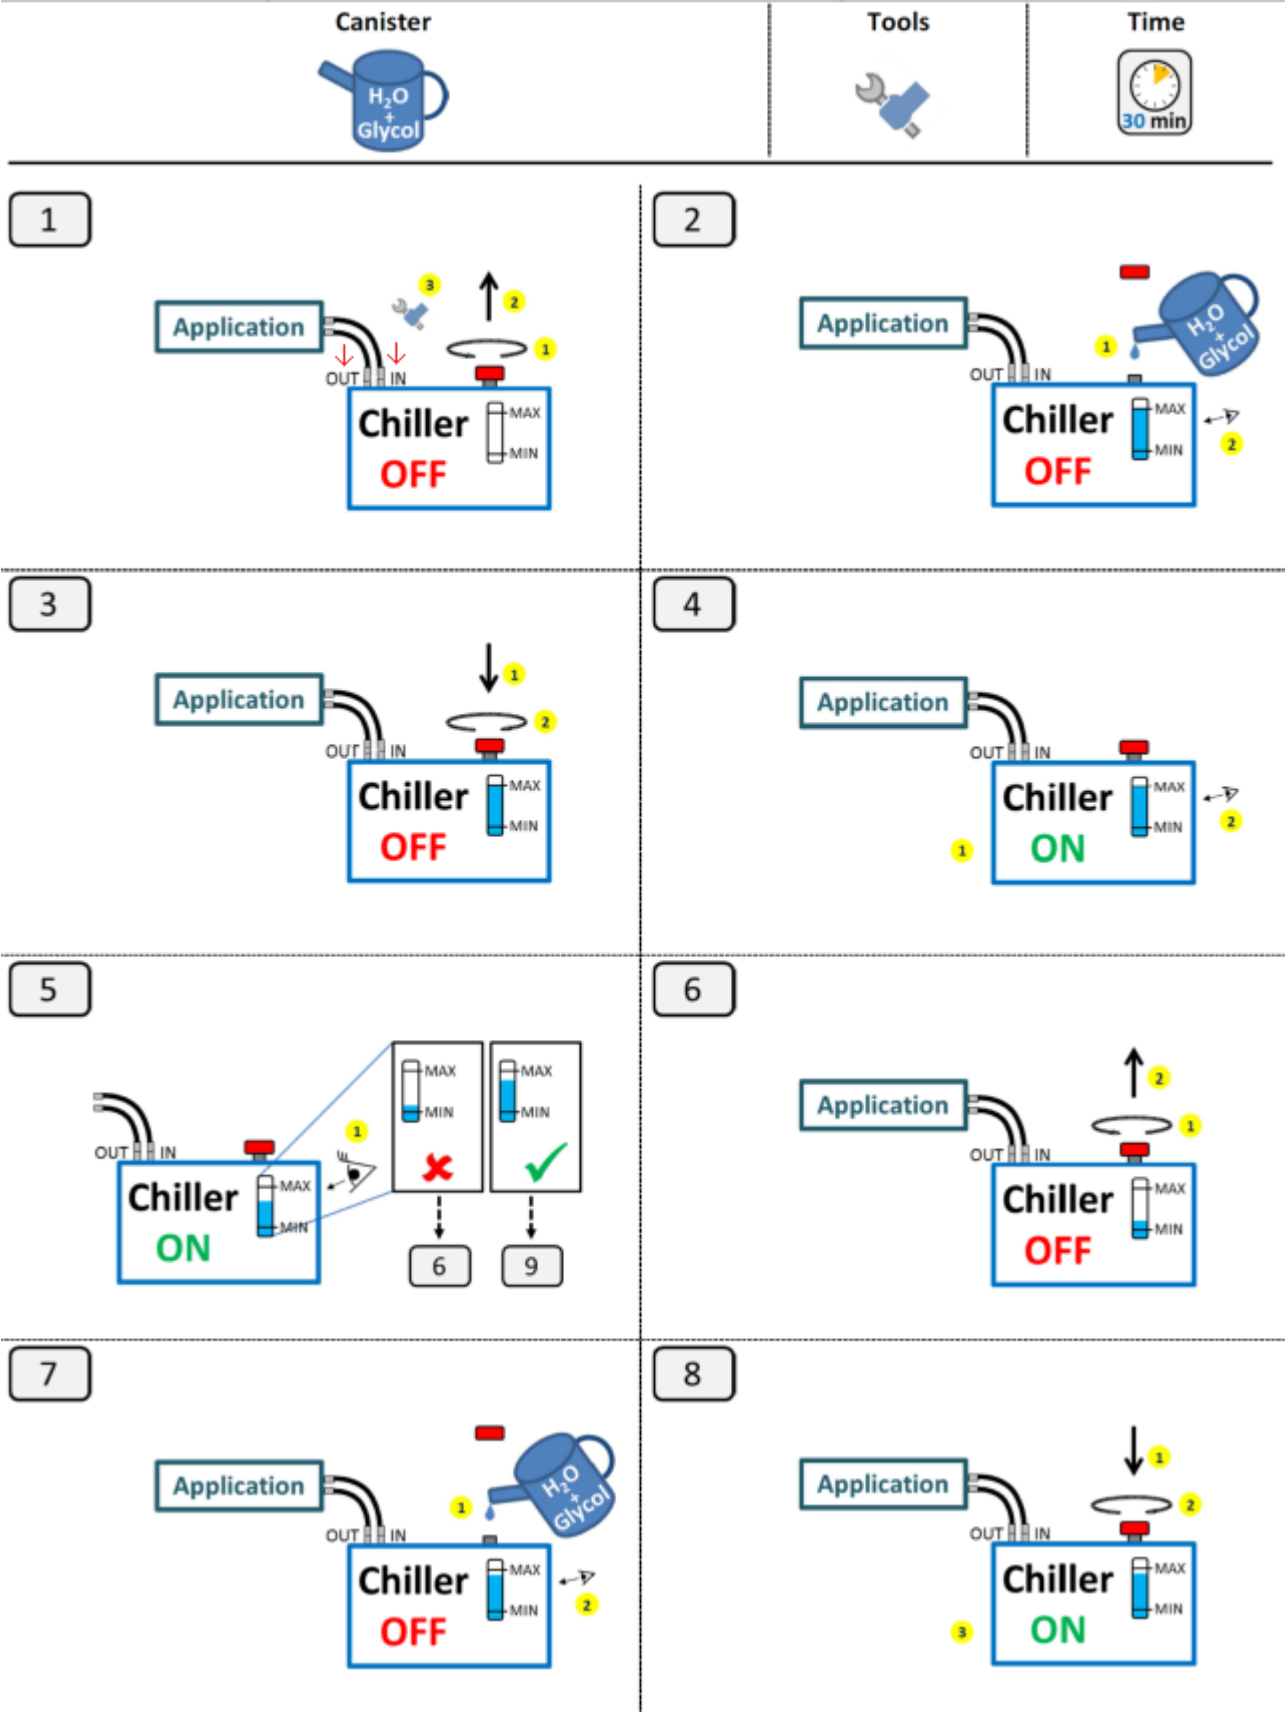 Canister
Tools
Time
H₂O
+
Glycol
30 min
1
3
2
Application
1
OUT
IN
Chiller
MAX
MIN
OFF
2
Application
1
H₂O
+
Glycol
OUT
IN
Chiller
MAX
MIN
2
OFF
3
1
Application
2
OUT
IN
Chiller
MAX
MIN
OFF
4
Application
OUT
IN
Chiller
MAX
MIN
2
1
ON
5
OUT
IN
1
Chiller
MAX
MIN
ON
MAX
MIN
MAX
MIN
6
9
6
2
Application
1
OUT
IN
Chiller
MAX
MIN
OFF
7
Application
1
H₂O
+
Glycol
OUT
IN
Chiller
MAX
MIN
2
OFF
8
1
Application
2
OUT
IN
Chiller
MAX
MIN
3
ON